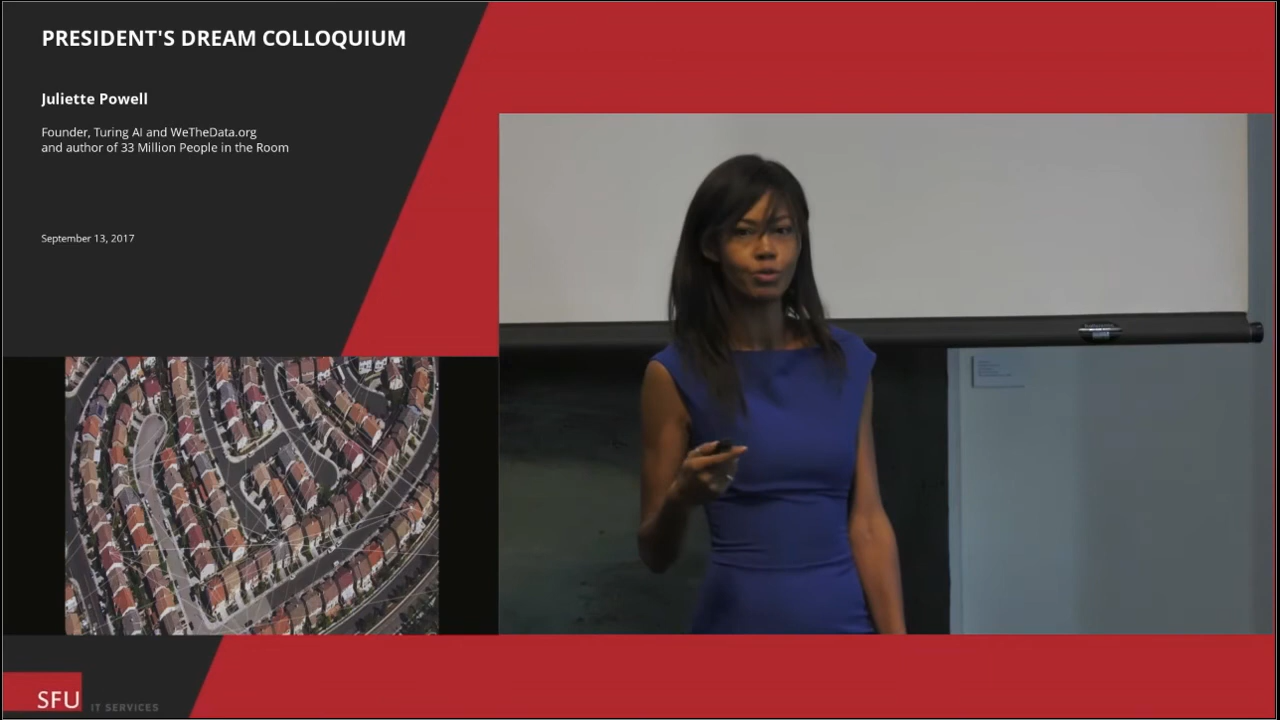 PRESIDENT'S DREAM COLLOQUIUM
Juliette Powell
Founder, Turing AI and WeTheData.org
and author of 33 Million People in the Room
September 13, 2017
SFU IT SERVICES